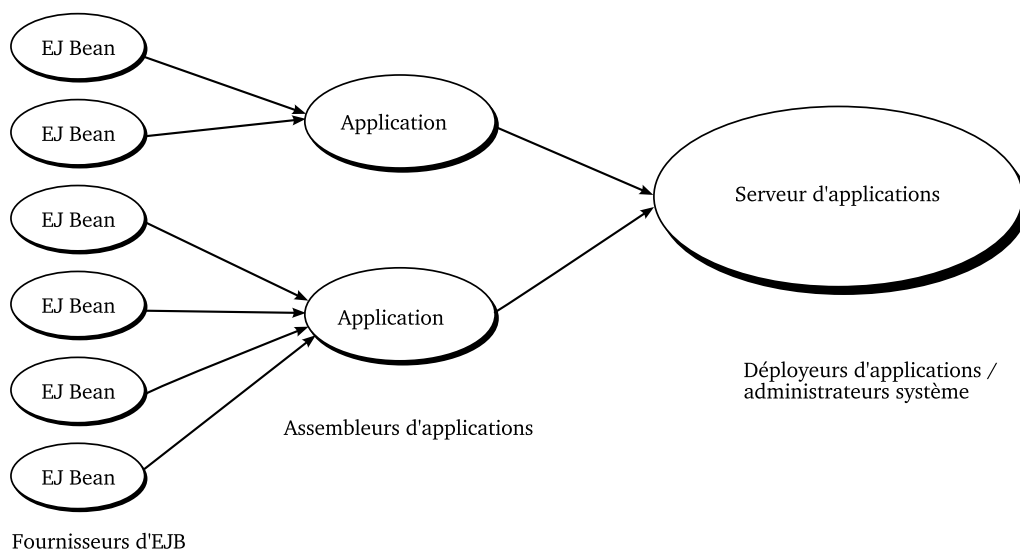 EJ Bean
EJ Bean
EJ Bean
EJ Bean
EJ Bean
EJ Bean
Fournisseurs d'EJB
Application
Application
Assembleurs d'applications
Serveur d'applications
Déployeurs d'applications /
administrateurs système